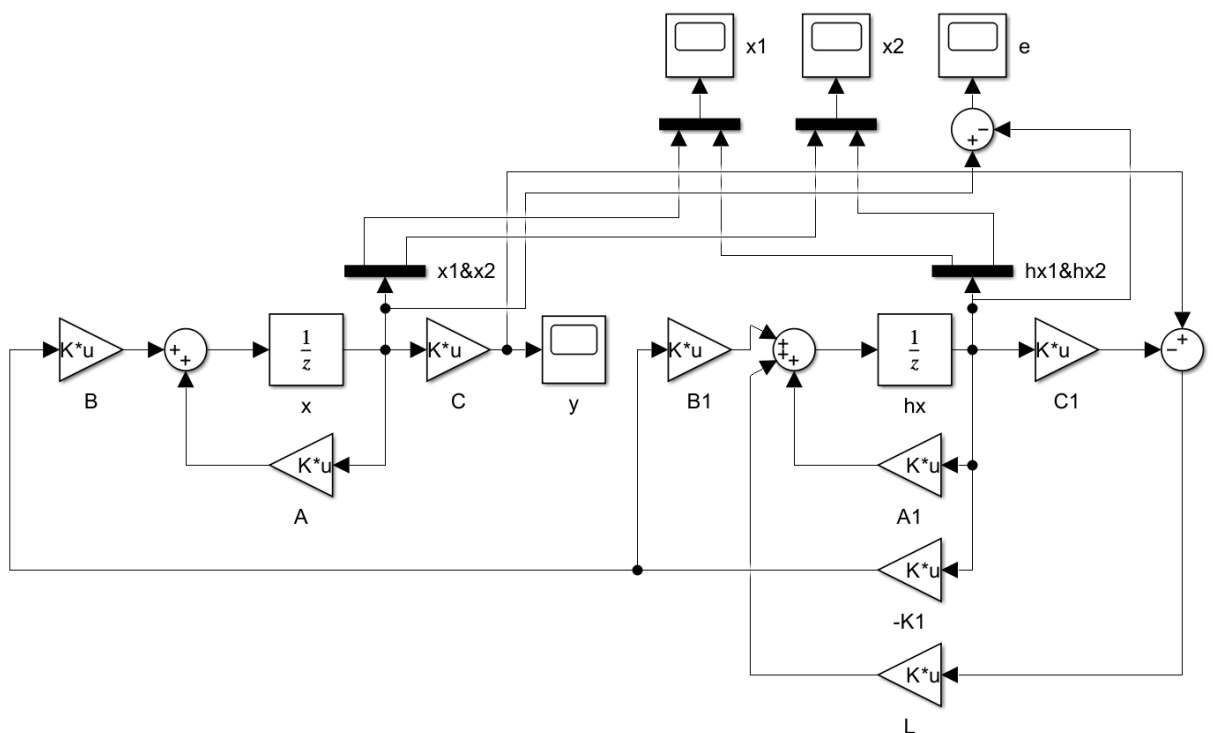 x1
x2
e
−
+
x1&x2
hx1&hx2
K*u
B
+
+
1
z
x
K*u
C
y
K*u
B1
+
+
+
1
z
hx
K*u
C1
+
−
K*u
A
K*u
A1
K*u
-K1
K*u
L